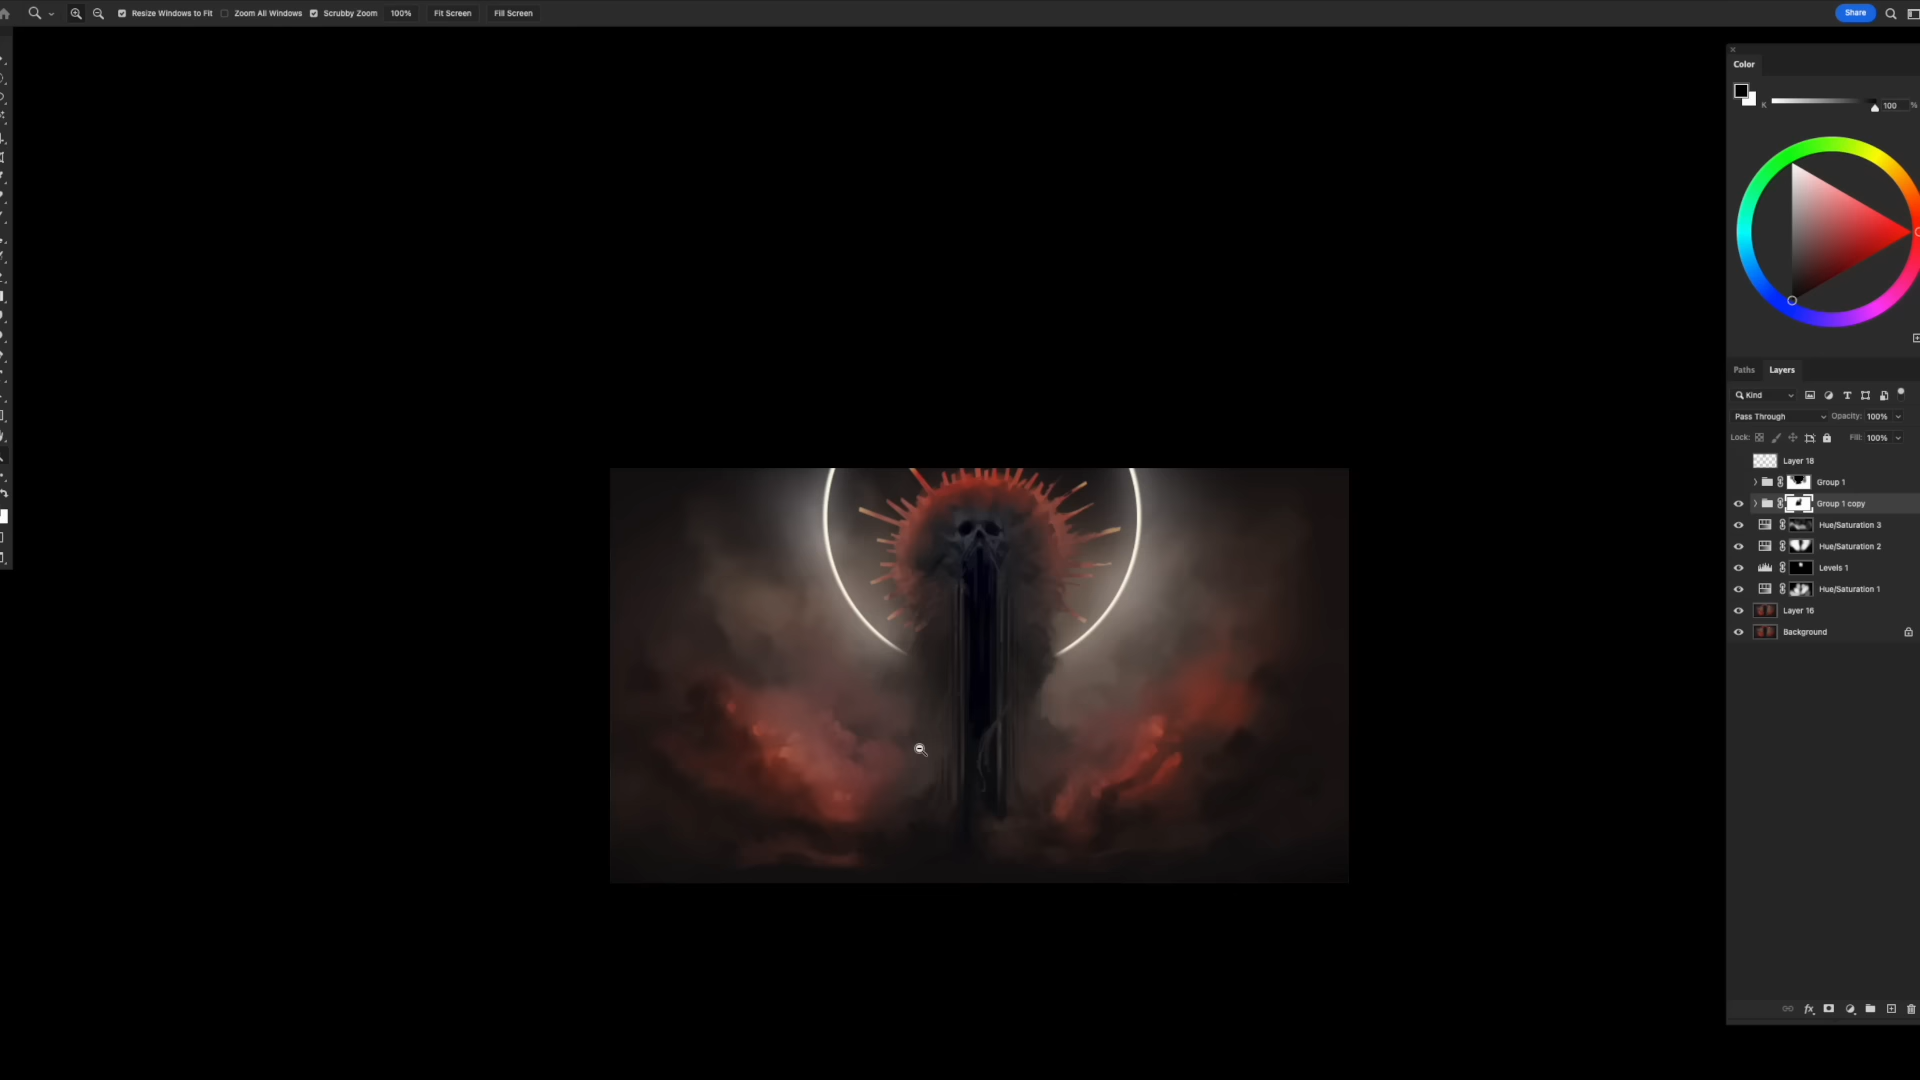 Resize Windows to Fit Zoom All Windows Scrubby Zoom 100% Fit Screen Fill Screen Share
Color
K 100 %
Paths Layers
Kind
Pass Through Opacity: 100%
Lock: Fill: 100%
Layer 18
Group 1
Group 1 copy
Hue/Saturation 3
Hue/Saturation 2
Levels 1
Hue/Saturation 1
Layer 16
Background
fx